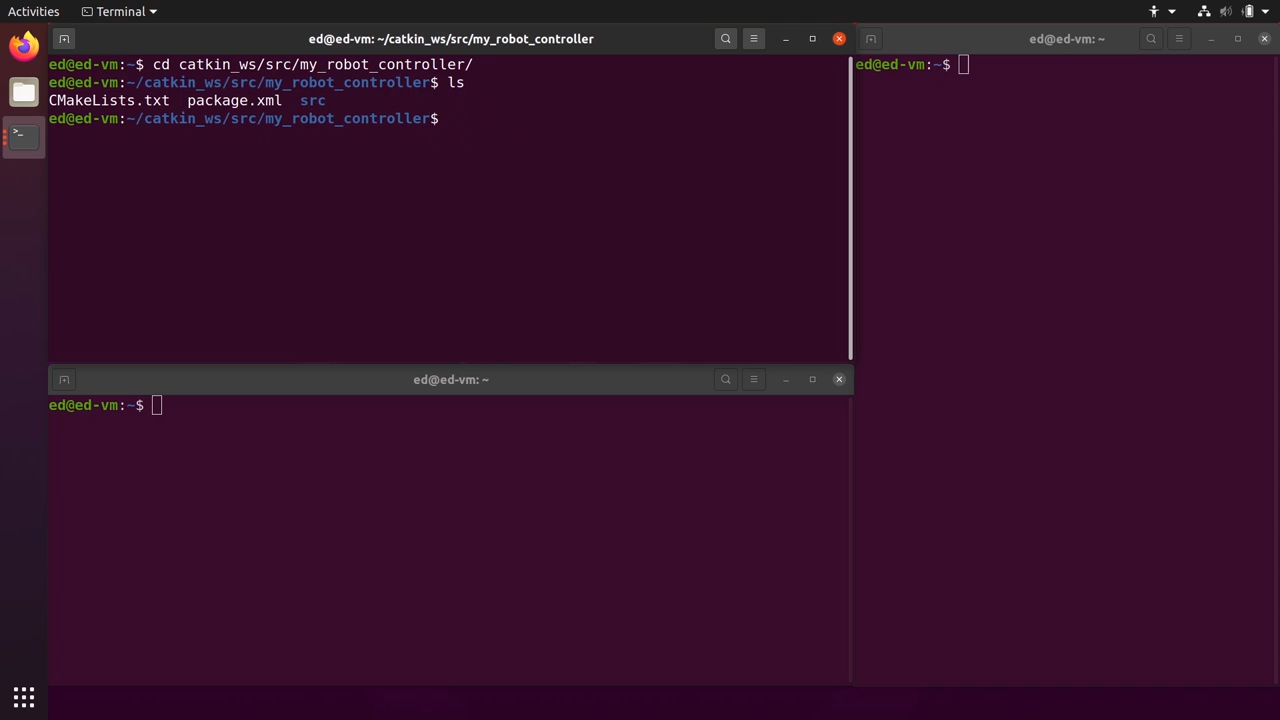 Activities Terminal
ed@ed-vm: ~/catkin_ws/src/my_robot_controller
ed@ed-vm:~$ cd catkin_ws/src/my_robot_controller/
ed@ed-vm:~/catkin_ws/src/my_robot_controller$ ls
CMakeLists.txt package.xml src
ed@ed-vm:~/catkin_ws/src/my_robot_controller$
ed@ed-vm: ~
ed@ed-vm:~$
ed@ed-vm: ~
ed@ed-vm:~$